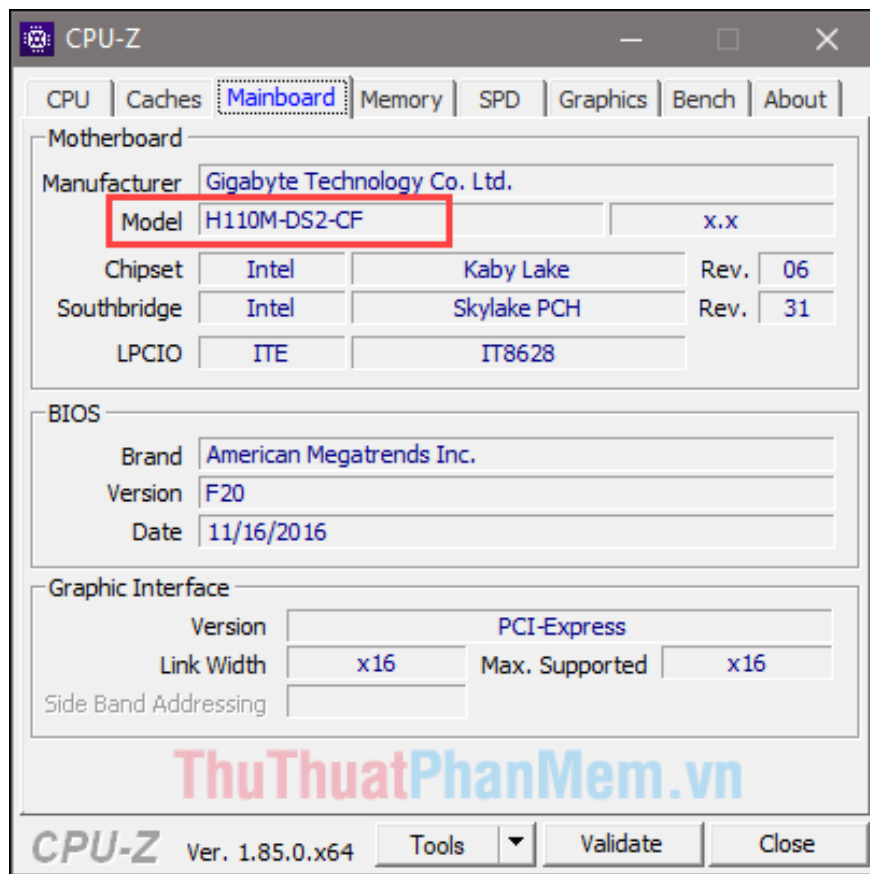 CPU-Z
CPU Caches Mainboard Memory SPD Graphics Bench About
Motherboard
Manufacturer Gigabyte Technology Co. Ltd.
Model H110M-DS2-CF x.x
Chipset Intel Kaby Lake Rev. 06
Southbridge Intel Skylake PCH Rev. 31
LPCIO ITE IT8628
BIOS
Brand American Megatrends Inc.
Version F20
Date 11/16/2016
Graphic Interface
Version PCI-Express
Link Width x16 Max. Supported x16
Side Band Addressing
ThuThuatPhanMem.vn
CPU-Z Ver. 1.85.0.x64 Tools Validate Close